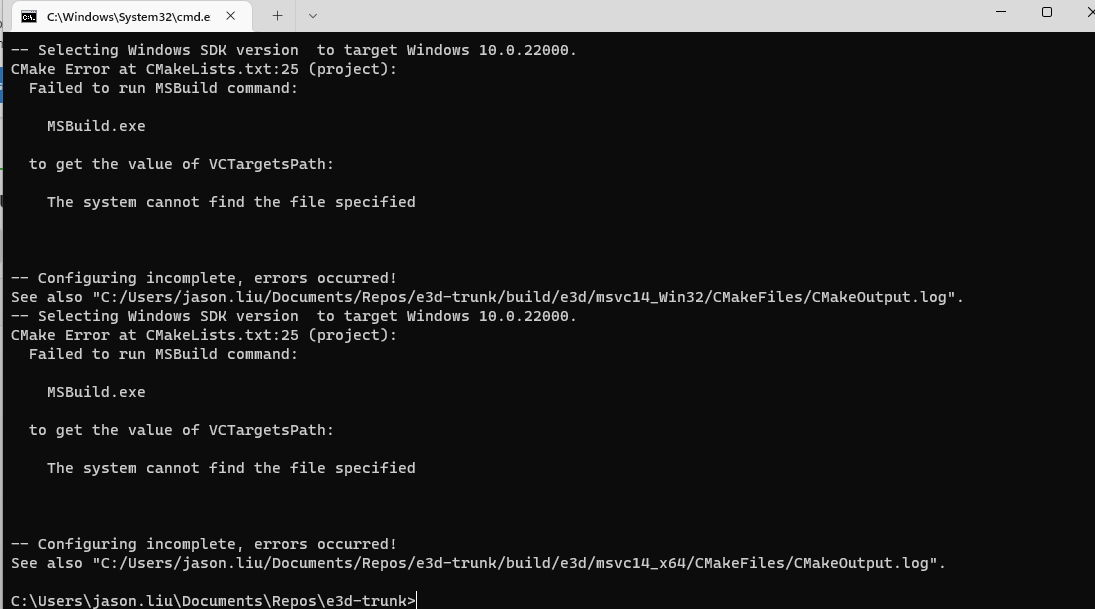 C:\Windows\System32\cmd.e
-- Selecting Windows SDK version  to target Windows 10.0.22000.
CMake Error at CMakeLists.txt:25 (project):
  Failed to run MSBuild command:
    MSBuild.exe
  to get the value of VCTargetsPath:
    The system cannot find the file specified
-- Configuring incomplete, errors occurred!
See also "C:/Users/jason.liu/Documents/Repos/e3d-trunk/build/e3d/msvc14_Win32/CMakeFiles/CMakeOutput.log".
-- Selecting Windows SDK version  to target Windows 10.0.22000.
CMake Error at CMakeLists.txt:25 (project):
  Failed to run MSBuild command:
    MSBuild.exe
  to get the value of VCTargetsPath:
    The system cannot find the file specified
-- Configuring incomplete, errors occurred!
See also "C:/Users/jason.liu/Documents/Repos/e3d-trunk/build/e3d/msvc14_x64/CMakeFiles/CMakeOutput.log".
C:\Users\jason.liu\Documents\Repos\e3d-trunk>